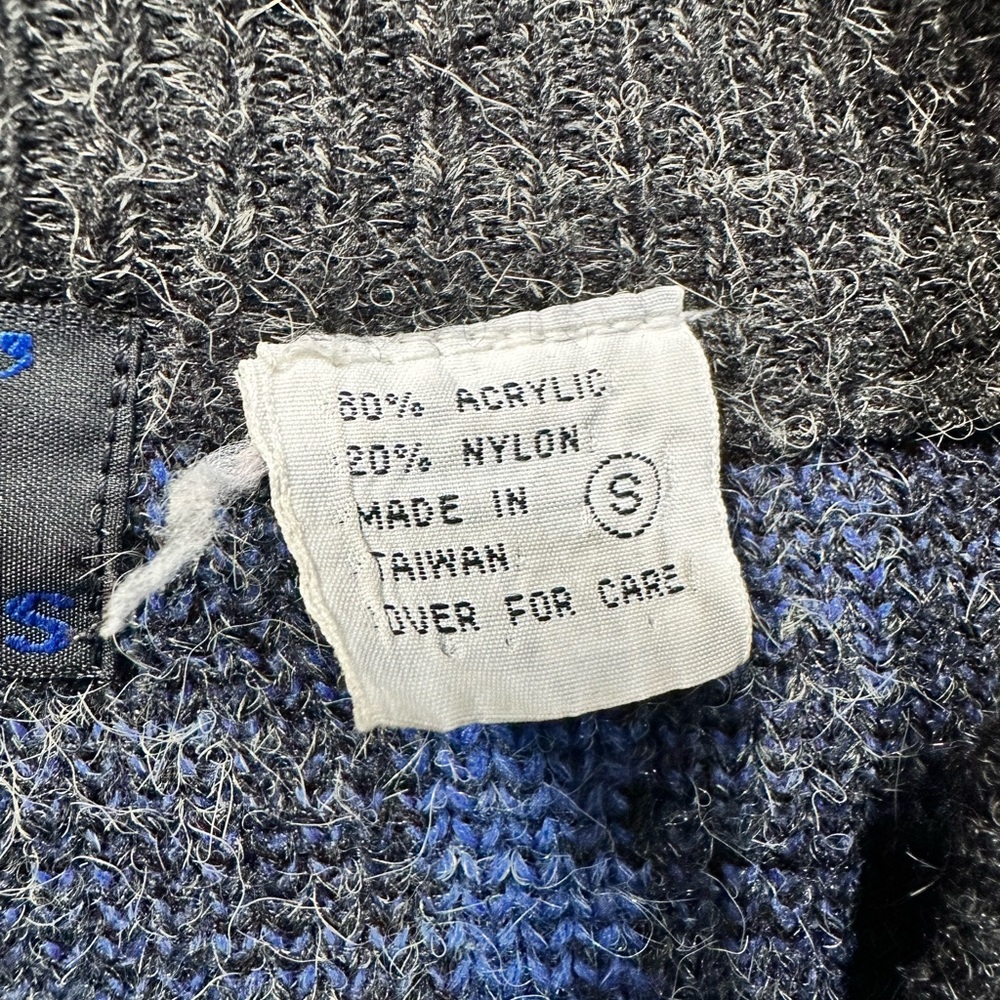 80% ACRYLIC
20% NYLON
MADE IN
S
TAIWAN
OVER FOR CARE
S